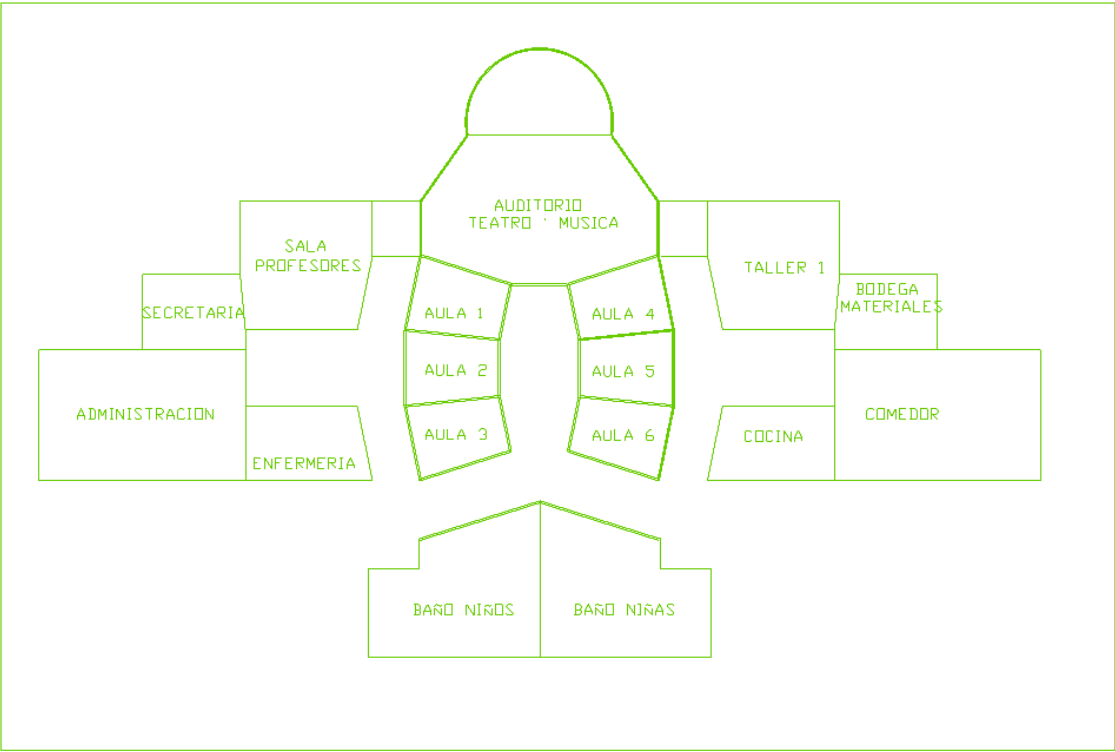 AUDITORIO
TEATRO ' MUSICA
SALA
PROFESORES
TALLER 1
SECRETARIA
BODEGA
MATERIALES
AULA 1
AULA 4
AULA 2
AULA 5
ADMINISTRACION
COMEDOR
AULA 3
AULA 6
COCINA
ENFERMERIA
BAÑO NIÑOS
BAÑO NIÑAS